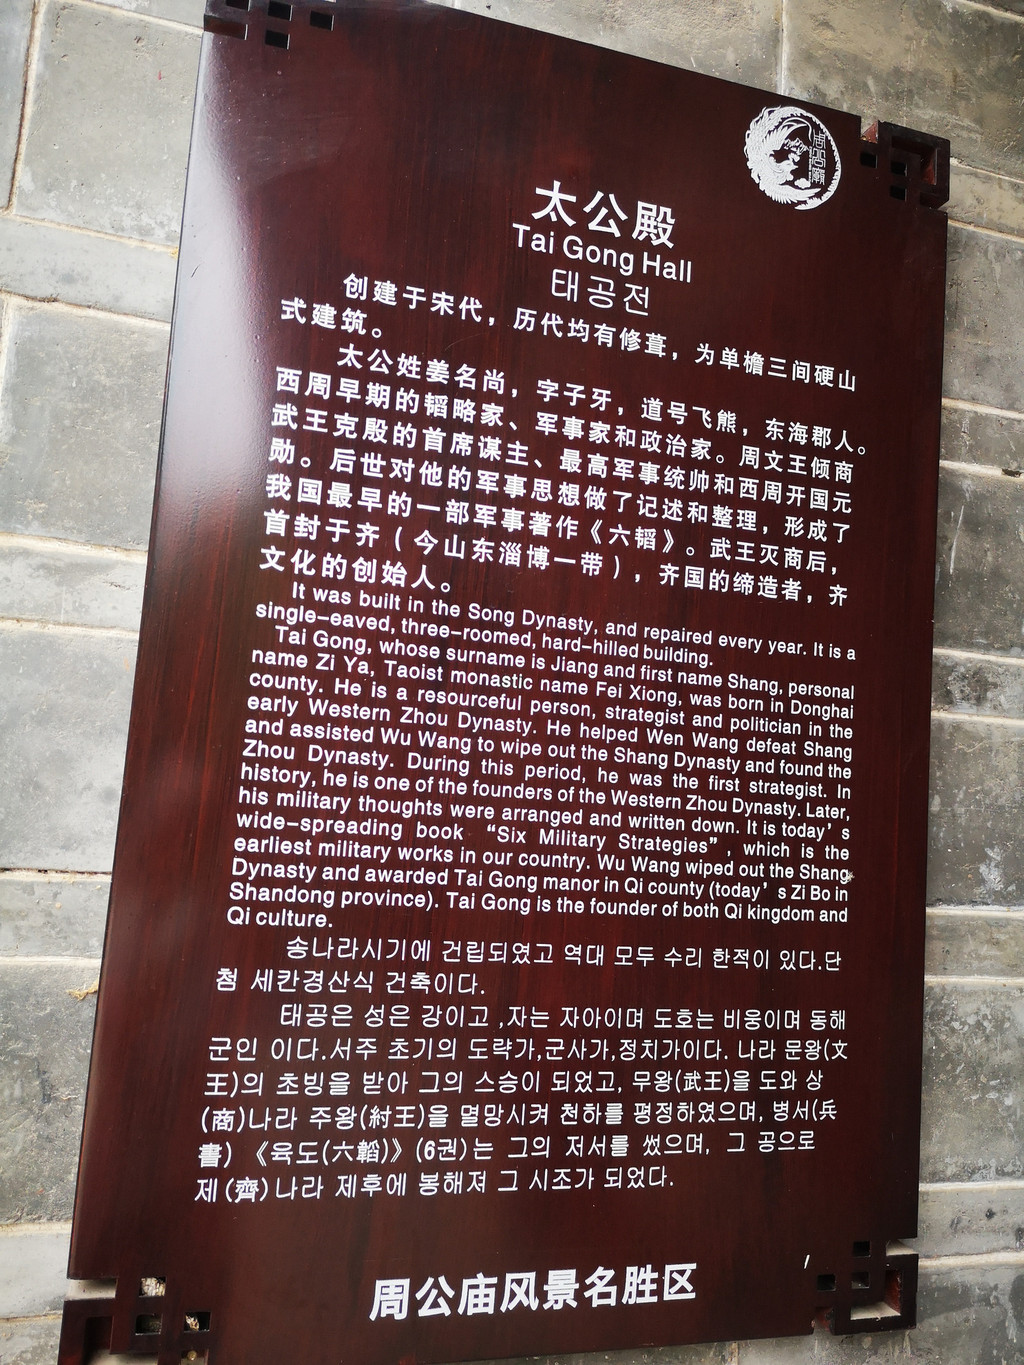 周公庙
太公殿
Tai Gong Hall
태공전
创建于宋代，历代均有修葺，为单檐三间硬山
式建筑。
太公姓姜名尚，字子牙，道号飞熊，东海郡人。
西周早期的韬略家、军事家和政治家。周文王倾商
武王克殷的首席谋主、最高军事统帅和西周开国元
勋。后世对他的军事思想做了记述和整理，形成了
我国最早的一部军事著作《六韬》。武王灭商后，
首封于齐（今山东淄博一带），齐国的缔造者，齐
文化的创始人。
It was built in the Song Dynasty, and repaired every year. It is a
single-eaved, three-roomed, hard-hilled building.
Tai Gong, whose surname is Jiang and first name Shang, personal
name Zi Ya, Taoist monastic name Fei Xiong, was born in Donghai
county. He is a resourceful person, strategist and politician in the
early Western Zhou Dynasty. He helped Wen Wang defeat Shang
and assisted Wu Wang to wipe out the Shang Dynasty and found the
Zhou Dynasty. During this period, he was the first strategist. In
history, he is one of the founders of the Western Zhou Dynasty. Later,
his military thoughts were arranged and written down. It is today’s
wide-spreading book “Six Military Strategies”, which is the
earliest military works in our country. Wu Wang wiped out the Shang
Dynasty and awarded Tai Gong manor in Qi county (today’s Zi Bo in
Shandong province). Tai Gong is the founder of both Qi kingdom and
Qi culture.
송나라시기에 건립되였고 역대 모두 수리 한적이 있다.단
첨 세칸경산식 건축이다.
태공은 성은 강이고 ,자는 자아이며 도호는 비웅이며 동해
군인 이다.서주 초기의 도략가,군사가,정치가이다. 나라 문왕(文
王)의 초빙을 받아 그의 스승이 되었고, 무왕(武王)을 도와 상
(商)나라 주왕(紂王)을 멸망시켜 천하를 평정하였으며, 병서(兵
書) 《육도(六韜)》(6권)는 그의 저서를 썼으며, 그 공으로
제(齊)나라 제후에 봉해져 그 시조가 되었다.
周公庙风景名胜区